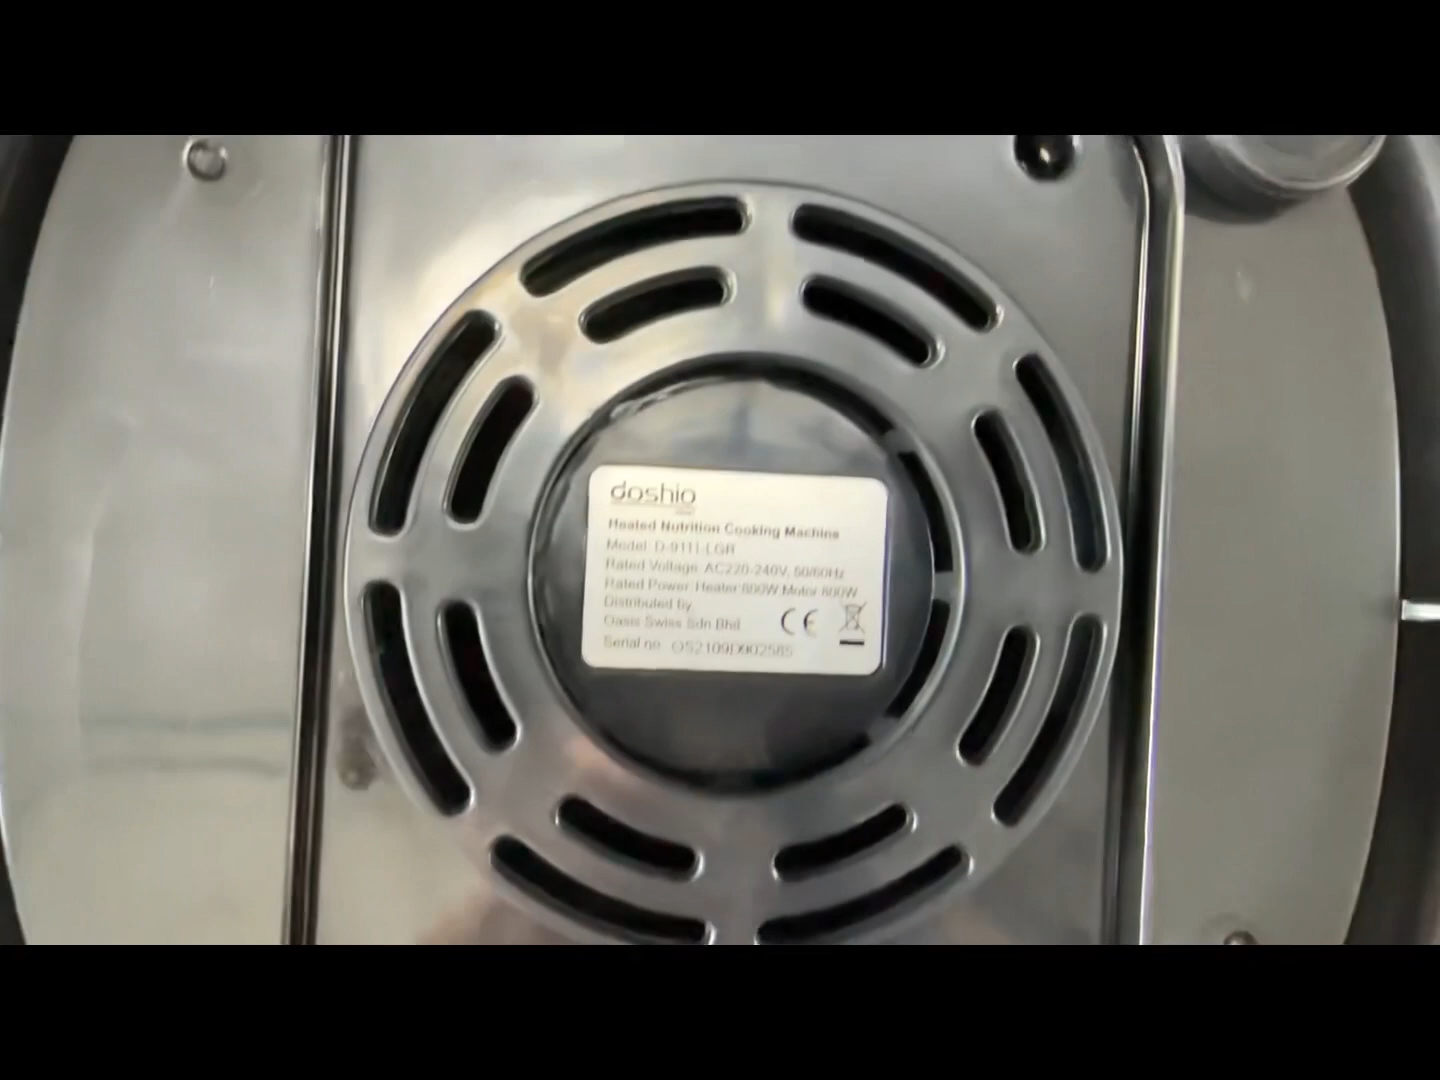 doshio
Heated Nutrition Cooking Machine
Model: D-9111-LGR
Rated Voltage: AC220-240V, 50/60Hz
Rated Power: Heater 800W Motor 800W
Distributed by
Oasis Swiss Sdn Bhd
CE
Serial no.